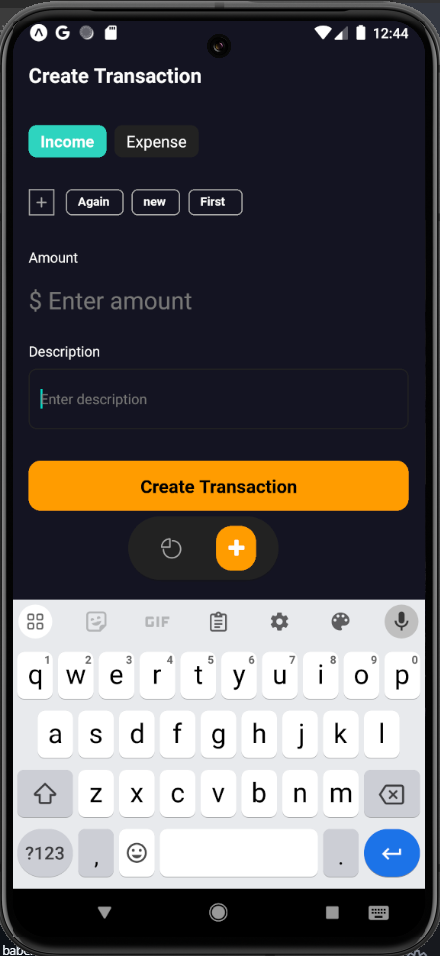 12:44
Create Transaction
Income Expense
+ Again new First
Amount
$ Enter amount
Description
Enter description
Create Transaction
+
GIF
q1 w2 e3 r4 t5 y6 u7 i8 o9 p0
a s d f g h j k l
z x c v b n m
?123 , .